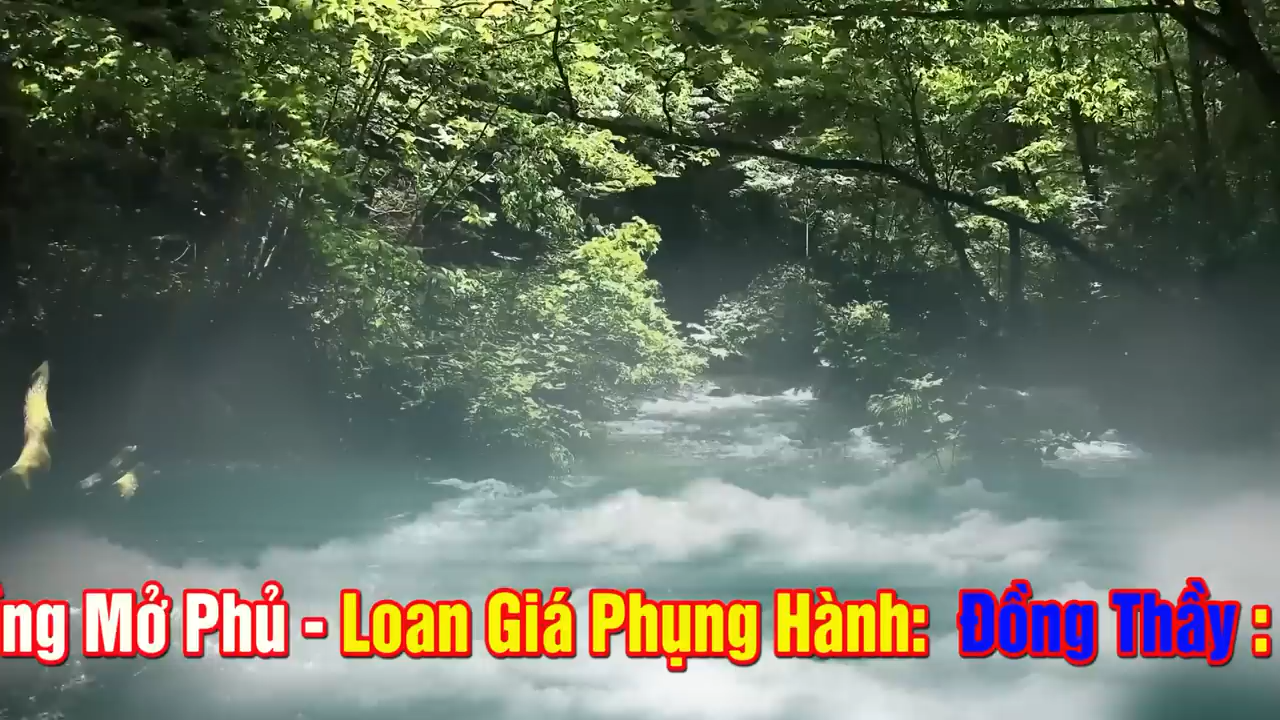 Mở Phủ - Loan Giá Phụng Hành: Đồng Thầy :